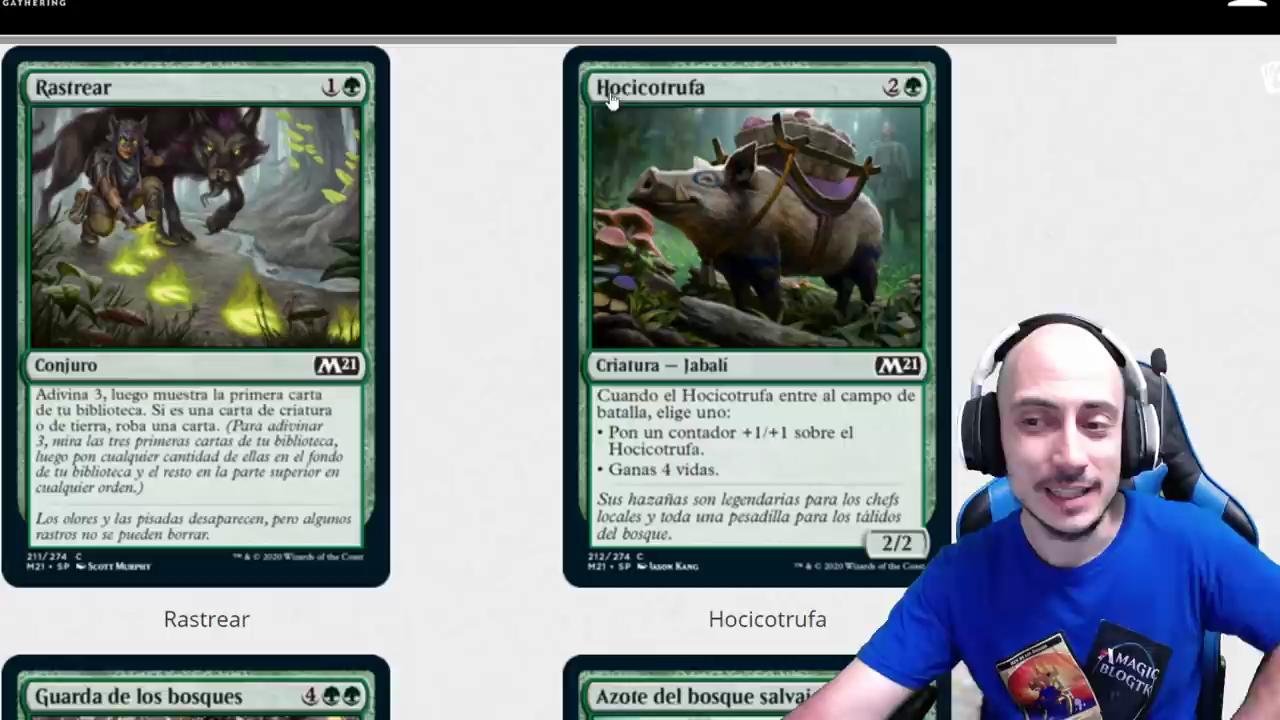 GATHERING
Rastrear 1
Conjuro M21
Adivina 3, luego muestra la primera carta
de tu biblioteca. Si es una carta de criatura
o de tierra, roba una carta. (Para adivinar
3, mira las tres primeras cartas de tu biblioteca,
luego pon cualquier cantidad de ellas en el fondo
de tu biblioteca y el resto en la parte superior en
cualquier orden.)
Los olores y las pisadas desaparecen, pero algunos
rastros no se pueden borrar.
211/274 C
M21 • SP SCOTT MURPHY
™ & © 2020 Wizards of the Coast
Rastrear
Hocicotrufa 2
Criatura — Jabalí M21
Cuando el Hocicotrufa entre al campo de
batalla, elige uno:
• Pon un contador +1/+1 sobre el
Hocicotrufa.
• Ganas 4 vidas.
Sus hazañas son legendarias para los chefs
locales y toda una pesadilla para los tálidos
del bosque.
2/2
212/274 C
M21 • SP JASON KANG
™ & © 2020 Wizards of the Coast
Hocicotrufa
Guarda de los bosques 4
Azote del bosque
MAGIC
BLOGTK